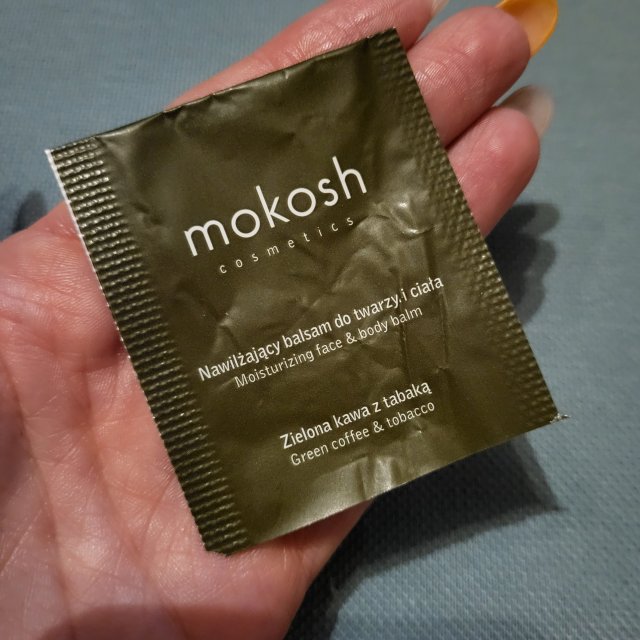 mokosh
cosmetics
Nawilżający balsam do twarzy i ciała
Moisturizing face & body balm
Zielona kawa z tabaką
Green coffee & tobacco